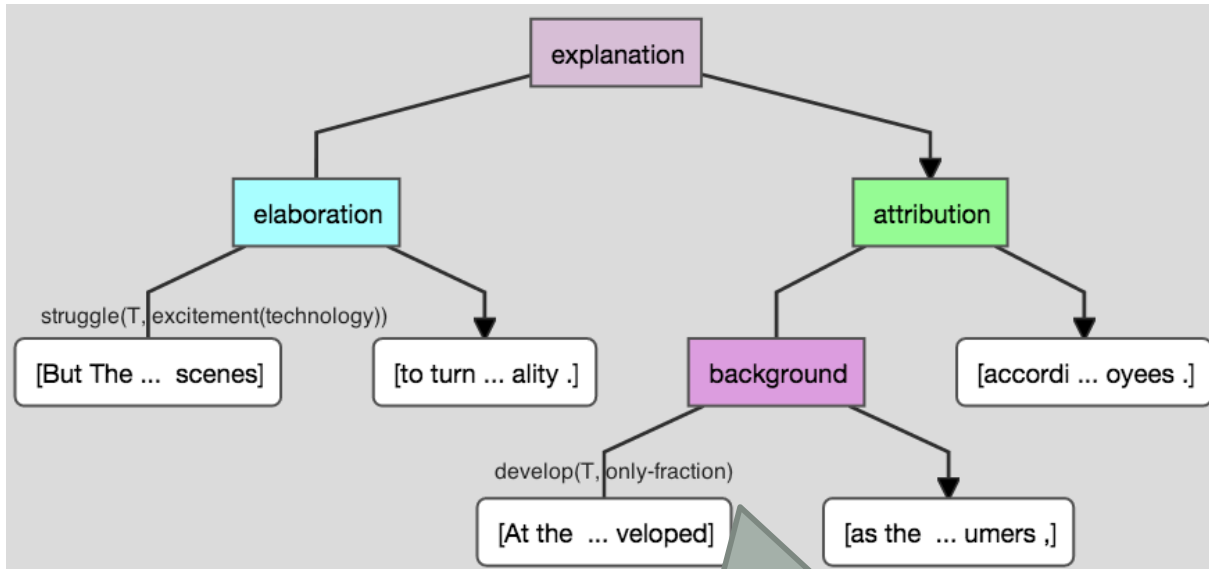 explanation
elaboration
attribution
struggle(T, excitement(technology))
[But The ... scenes]
[to turn ... ality .]
background
[accordi ... oyees .]
develop(T, only-fraction)
[At the ... veloped]
[as the ... umers ,]